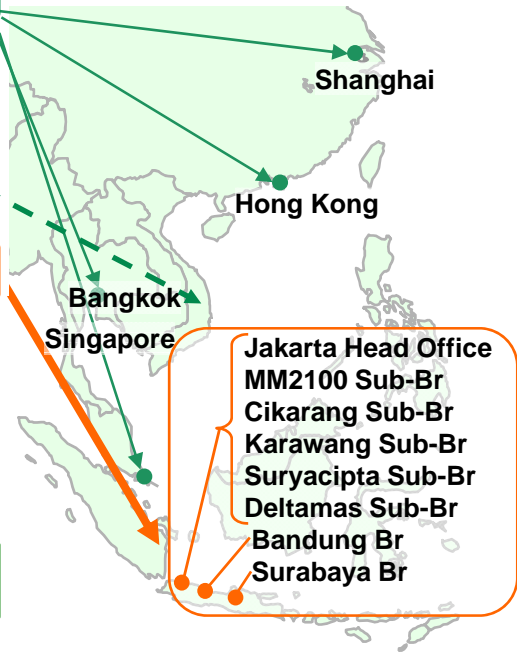 Shanghai
Hong Kong
Bangkok
Singapore
Jakarta Head Office
MM2100 Sub-Br
Cikarang Sub-Br
Karawang Sub-Br
Suryacipta Sub-Br
Deltamas Sub-Br
Bandung Br
Surabaya Br